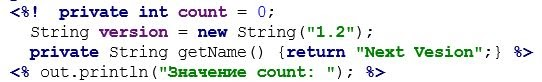 <%!  private int count = 0;
String version = new String("1.2");
private String getName() {return "Next Vesion";} %>
<% out.println("Значение count: "); %>